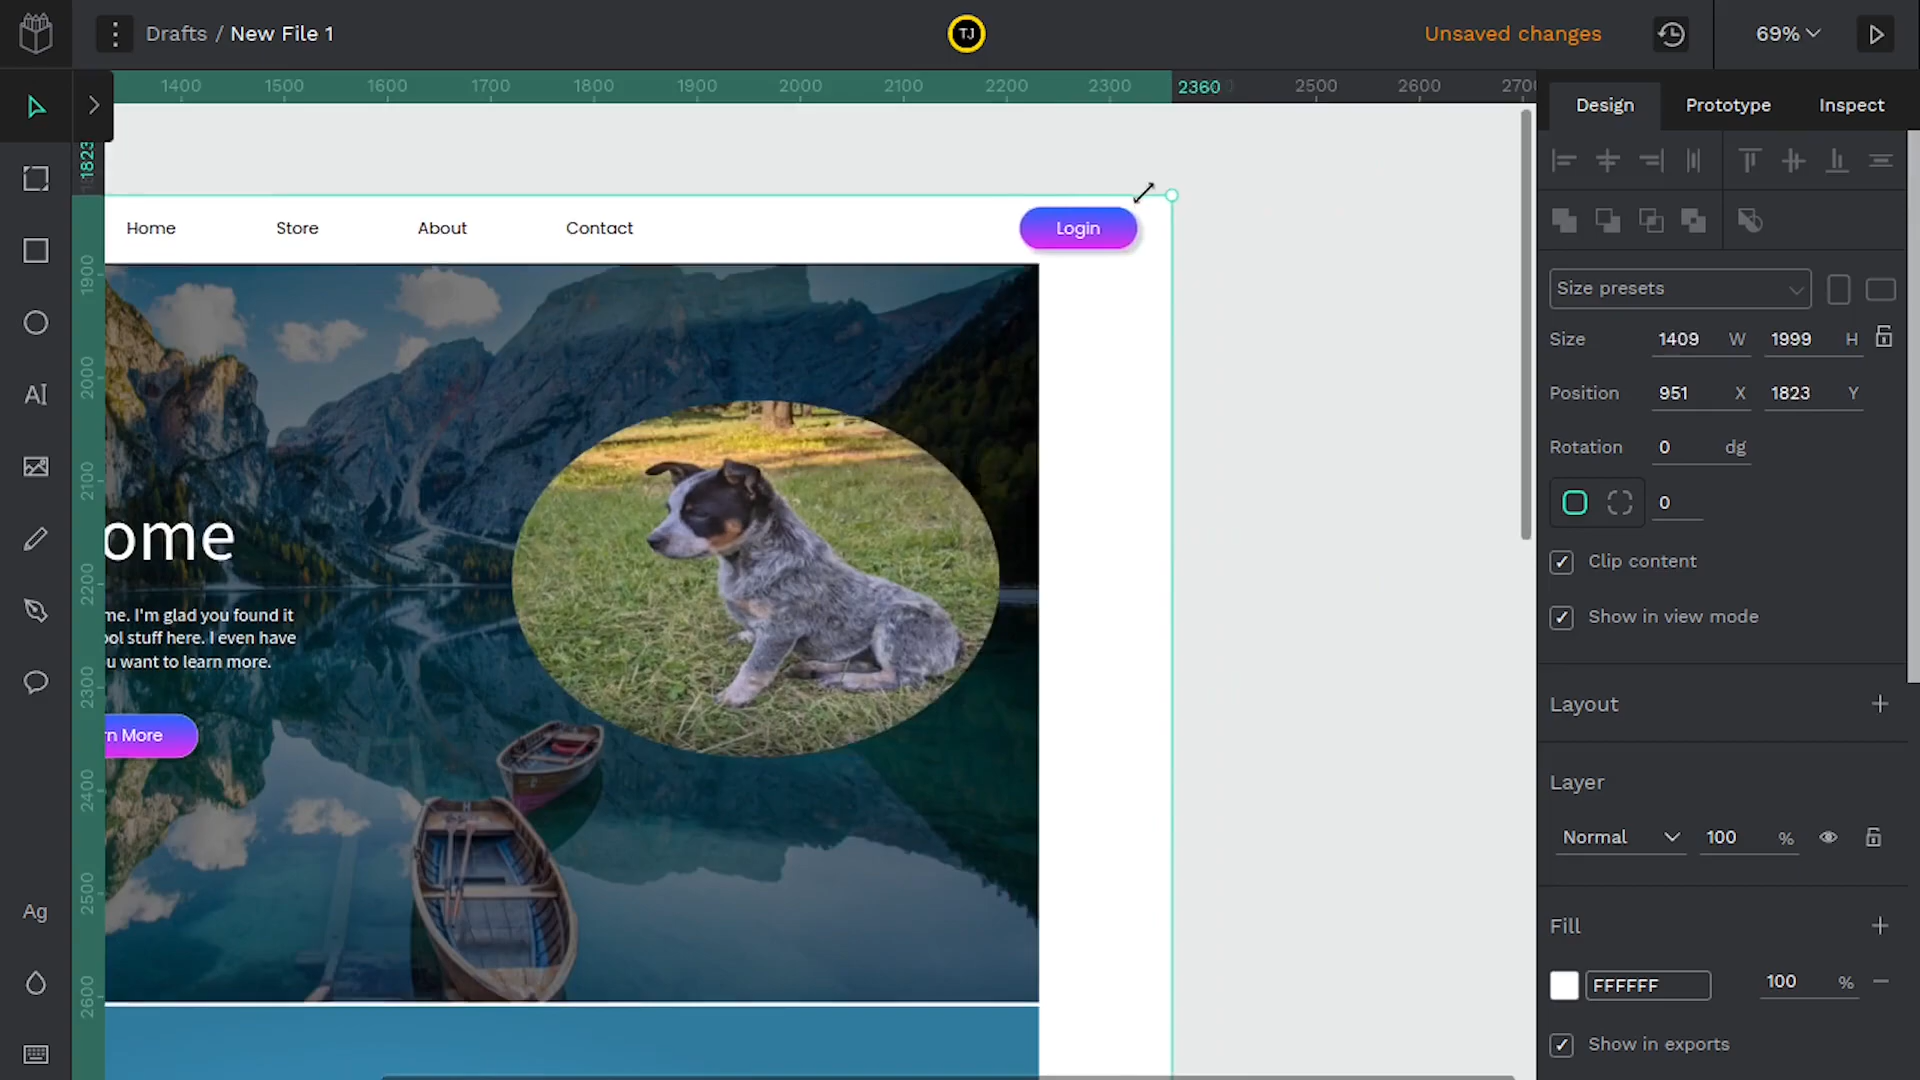 Drafts / New File 1
TJ
Unsaved changes
69%
1400 1500 1600 1700 1800 1900 2000 2100 2200 2300 2360 2500 2600 270
Design Prototype Inspect
1823
1900
2000
2100
2200
2300
2400
2500
2600
Home Store About Contact Login
ome
me. I'm glad you found it
ool stuff here. I even have
u want to learn more.
rn More
AI
Ag
Size presets
Size 1409 W 1999 H
Position 951 X 1823 Y
Rotation 0 dg
0
Clip content
Show in view mode
Layout
Layer
Normal 100 %
Fill
FFFFFF 100 %
Show in exports